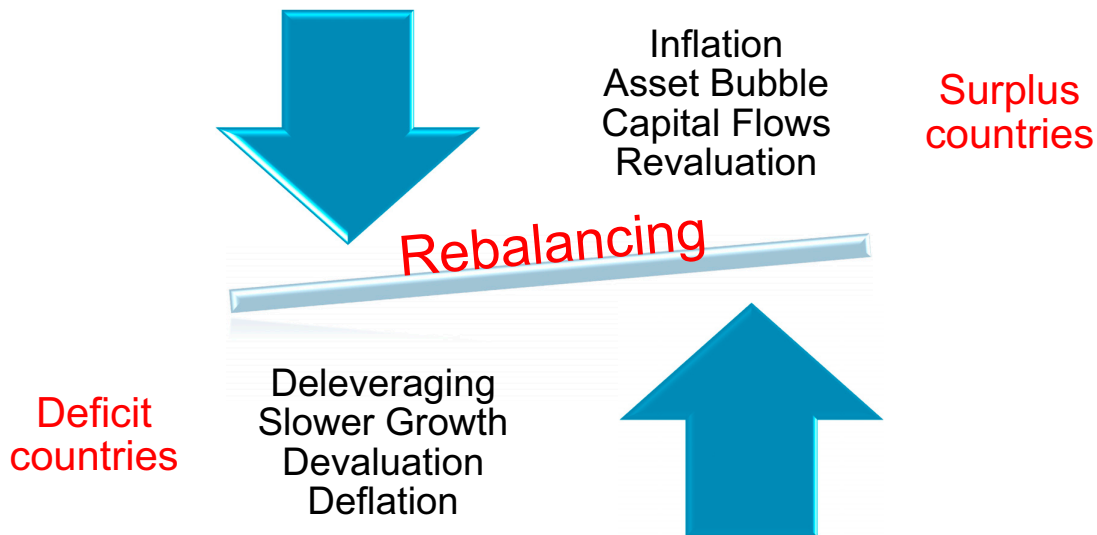 Inflation
Asset Bubble
Capital Flows
Revaluation
Surplus
countries
Rebalancing
Deficit
countries
Deleveraging
Slower Growth
Devaluation
Deflation